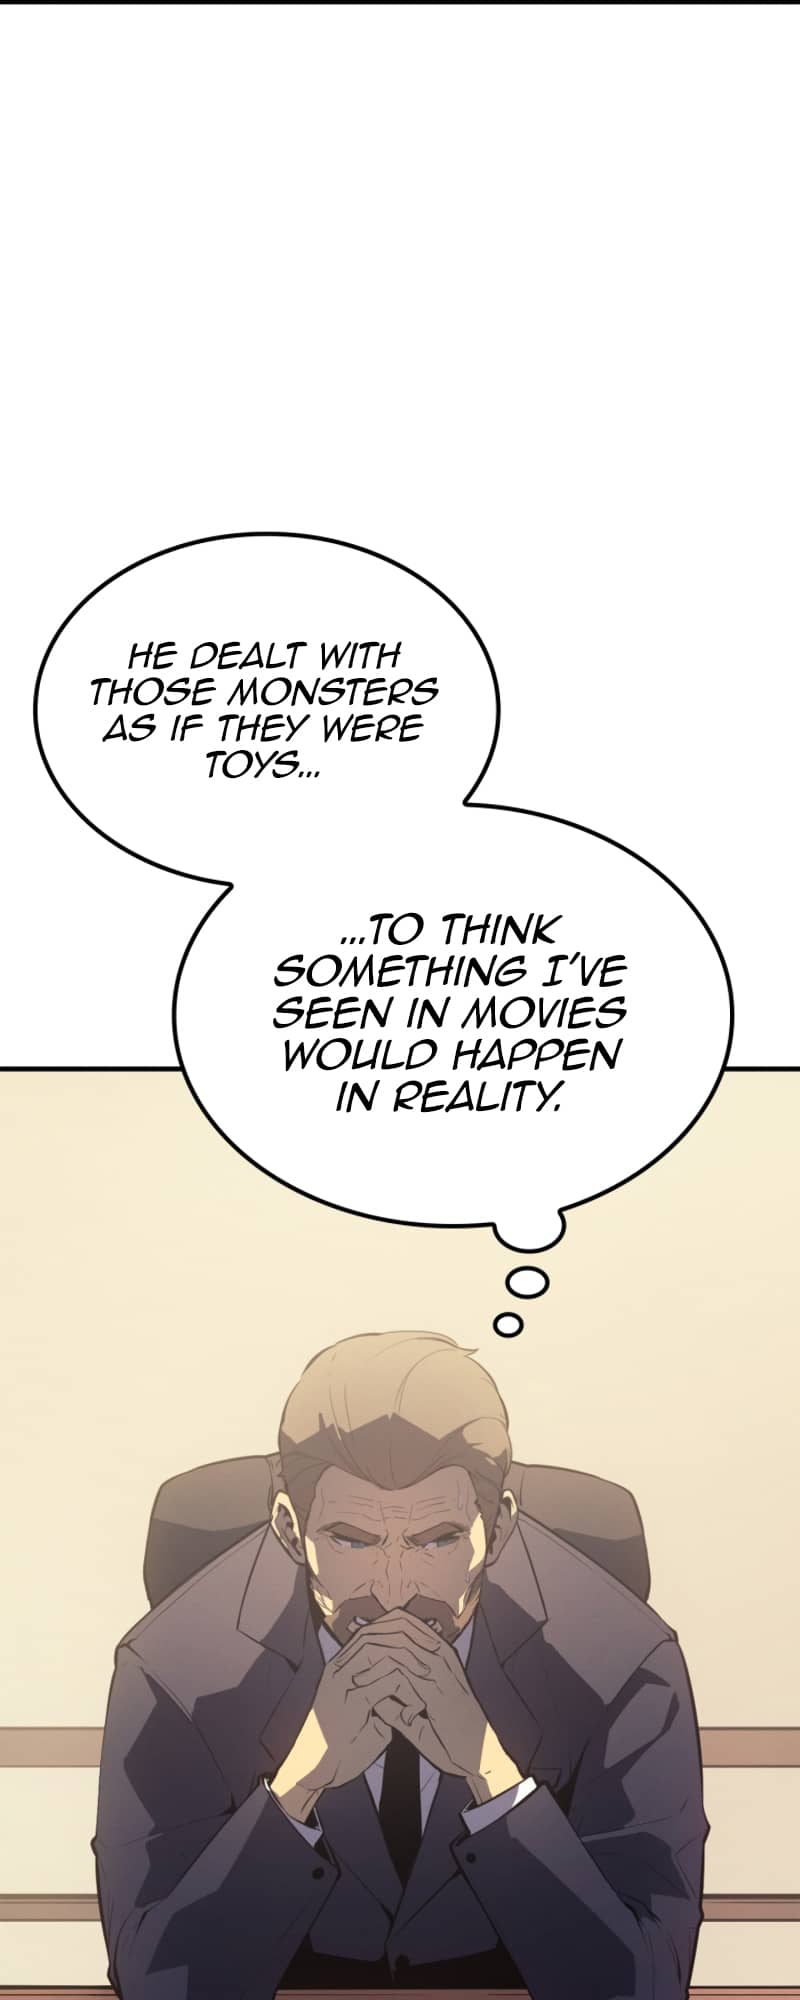 HE DEALT WITH
THOSE MONSTERS
AS IF THEY WERE
TOYS...
...TO THINK
SOMETHING I'VE
SEEN IN MOVIES
WOULD HAPPEN
IN REALITY.